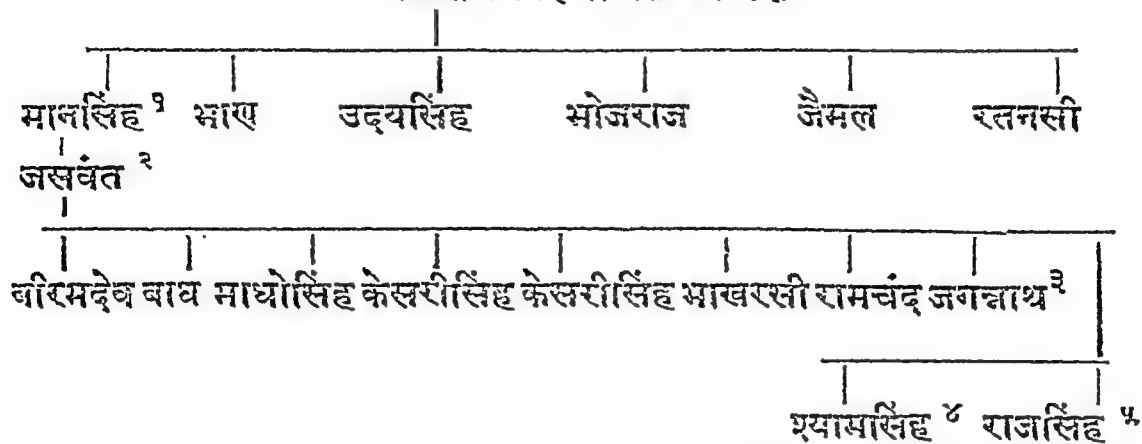 मानसिंह १ भाण उदयसिंह भोजराज जैमल रतनसी
जसवंत २
बीरमदेव बाघ माधोसिंह केसरीसिंह केसरीसिंह भाखरसी रामचंद जगन्नाथ ३
श्यामसिंह ४ राजसिंह ५